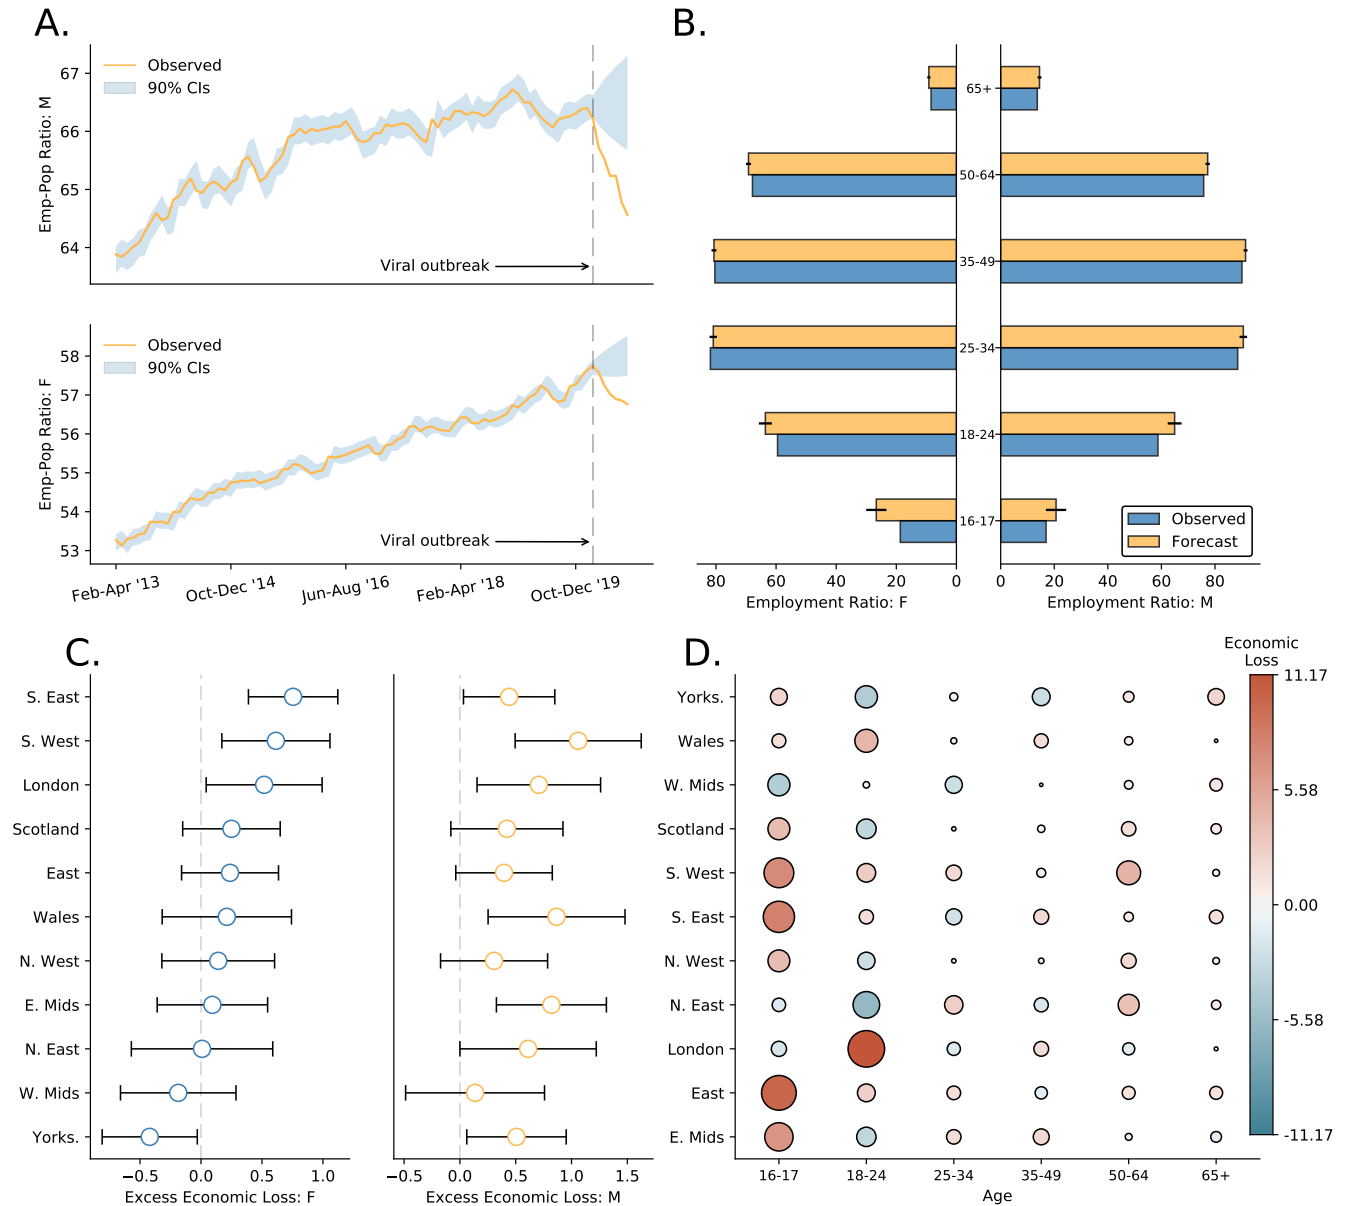 A.
Observed
90% CIs
67
66
65
64
Emp-Pop Ratio: M
Viral outbreak
Observed
90% CIs
58
57
56
55
54
53
Emp-Pop Ratio: F
Viral outbreak
Feb-Apr '13
Oct-Dec '14
Jun-Aug '16
Feb-Apr '18
Oct-Dec '19
B.
65+
50-64
35-49
25-34
18-24
16-17
Observed
Forecast
80 60 40 20 0
0 20 40 60 80
Employment Ratio: F
Employment Ratio: M
C.
S. East
S. West
London
Scotland
East
Wales
N. West
E. Mids
N. East
W. Mids
Yorks.
−0.5 0.0 0.5 1.0
−0.5 0.0 0.5 1.0 1.5
Excess Economic Loss: F
Excess Economic Loss: M
D.
Yorks.
Wales
W. Mids
Scotland
S. West
S. East
N. West
N. East
London
East
E. Mids
16-17 18-24 25-34 35-49 50-64 65+
Age
Economic
Loss
11.17
5.58
0.00
-5.58
-11.17